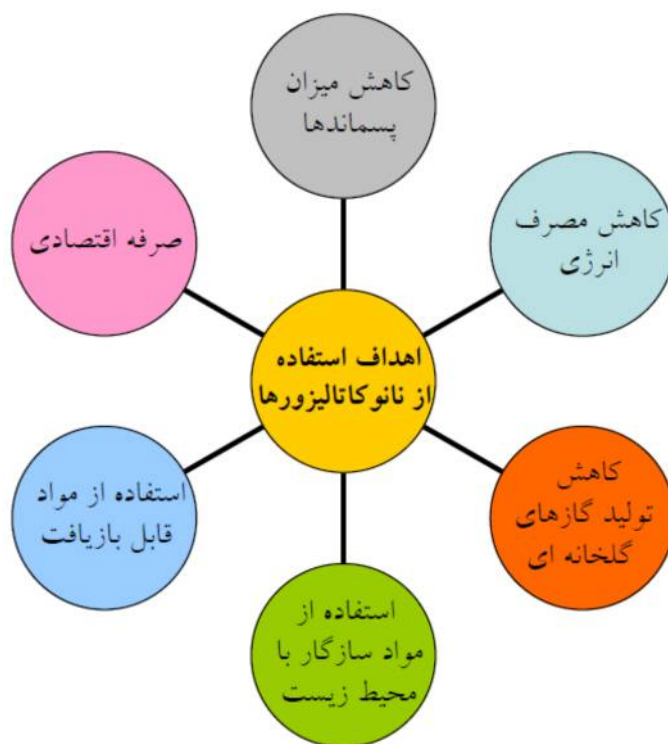 کاهش میزان
پسماندها
کاهش مصرف
انرژی
صرفه اقتصادی
اهداف استفاده
از نانوکاتالیزورها
کاهش
تولید گازهای
گلخانه ای
استفاده از مواد
قابل بازیافت
استفاده از
مواد سازگار با
محیط زیست